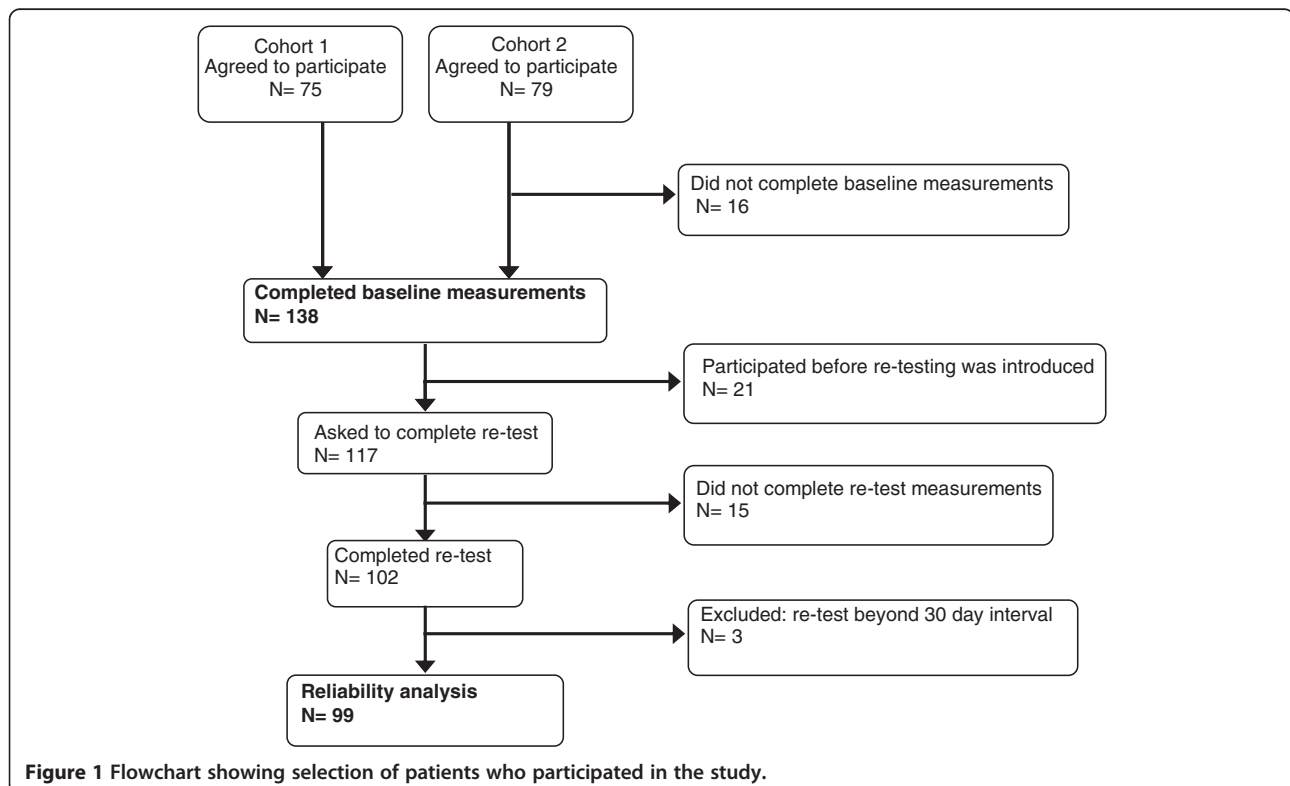 Cohort 1
Agreed to participate
N= 75
Cohort 2
Agreed to participate
N= 79
Did not complete baseline measurements
N= 16
Completed baseline measurements
N= 138
Participated before re-testing was introduced
N= 21
Asked to complete re-test
N= 117
Did not complete re-test measurements
N= 15
Completed re-test
N= 102
Excluded: re-test beyond 30 day interval
N= 3
Reliability analysis
N= 99
Figure 1 Flowchart showing selection of patients who participated in the study.